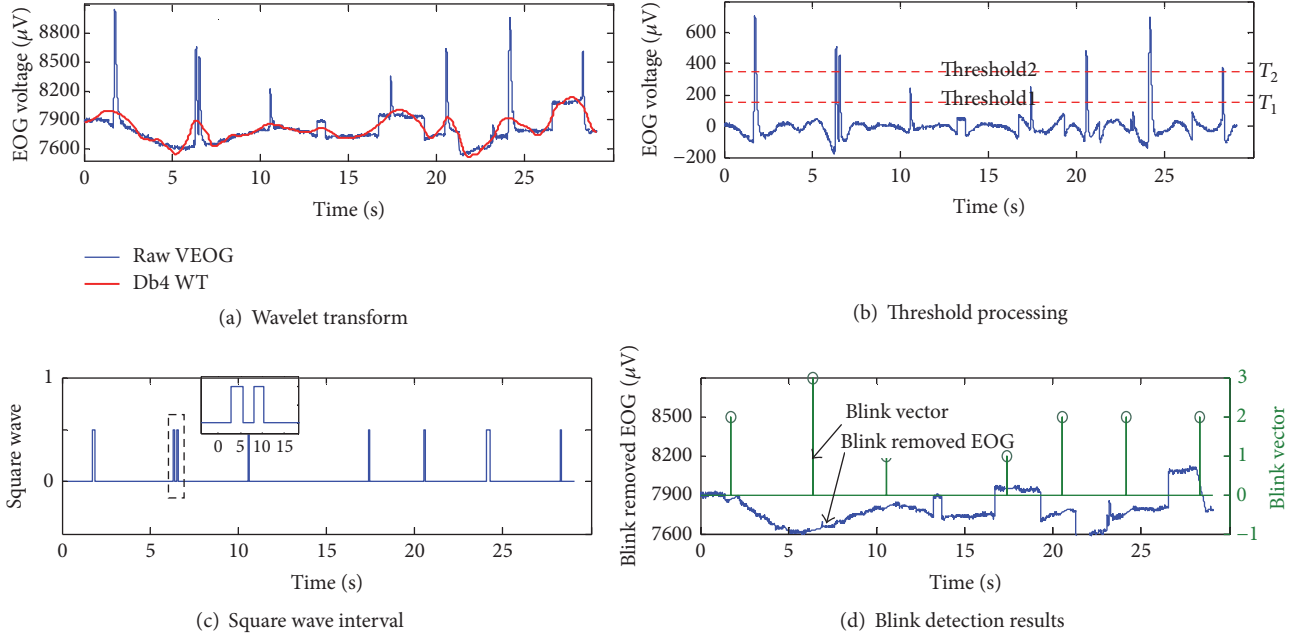 EOG voltage (μV)
8800
8500
8200
7900
7600
0 5 10 15 20 25
Time (s)
Raw VEOG
Db4 WT
(a) Wavelet transform
EOG voltage (μV)
600
400
200
0
−200
Threshold2
Threshold1
T2
T1
0 5 10 15 20 25
Time (s)
(b) Threshold processing
Square wave
1
0
0 5 10 15
0 5 10 15 20 25
Time (s)
(c) Square wave interval
Blink removed EOG (μV)
8500
8200
7900
7600
Blink vector
Blink removed EOG
3
2
1
0
−1
Blink vector
0 5 10 15 20 25
Time (s)
(d) Blink detection results